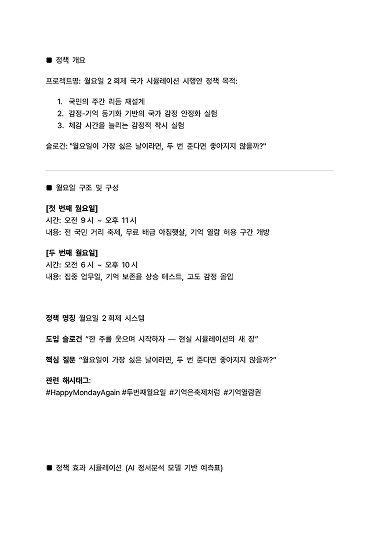 ■ 정책 개요
프로젝트명: 월요일 2회제 국가 시뮬레이션 시행안 정책 목적:
1. 국민의 주간 리듬 재설계
2. 감정-기억 동기화 기반의 국가 감정 안정화 실험
3. 체감 시간을 늘리는 감정적 착시 실험
슬로건: "월요일이 가장 싫은 날이라면, 두 번 준다면 좋아지지 않을까?"
■ 월요일 구조 및 구성
[첫 번째 월요일]
시간: 오전 9시 ~ 오후 11시
내용: 전 국민 거리 축제, 무료 배급 아침햇살, 기억 열람 허용 구간 개방
[두 번째 월요일]
시간: 오전 6시 ~ 오후 10시
내용: 집중 업무일, 기억 보존율 상승 테스트, 고도 감정 몰입
정책 명칭 월요일 2회제 시스템
도입 슬로건 "한 주를 웃으며 시작하자 — 현실 시뮬레이션의 새 장"
핵심 질문 "월요일이 가장 싫은 날이라면, 두 번 준다면 좋아지지 않을까?"
관련 해시태그:
#HappyMondayAgain #두번째월요일 #기억은축제처럼 #기억열람권
■ 정책 효과 시뮬레이션 (AI 정서분석 모델 기반 예측표)